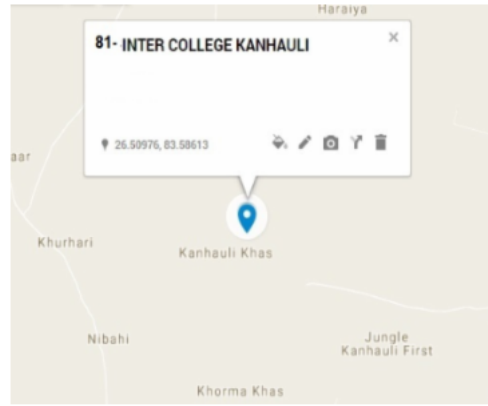 Haraiya
81- INTER COLLEGE KANHAULI
26.50976, 83.58613
aar
Khurhari
Kanhauli Khas
Nibahi
Jungle
Kanhauli First
Khorma Khas